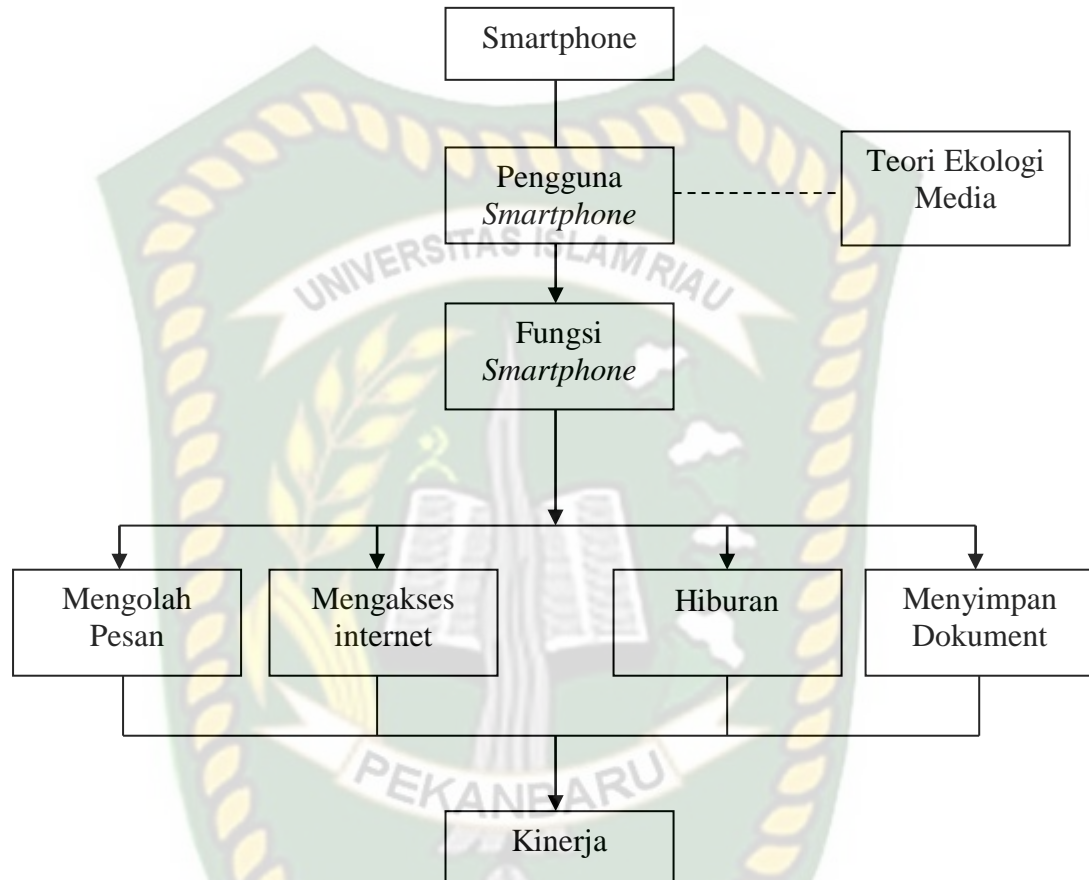 Smartphone
Pengguna
Smartphone
Teori Ekologi
Media
UNIVERSITAS ISLAM RIAU
Fungsi
Smartphone
Mengolah
Pesan
Mengakses
internet
Hiburan
Menyimpan
Dokument
PEKANBARU
Kinerja